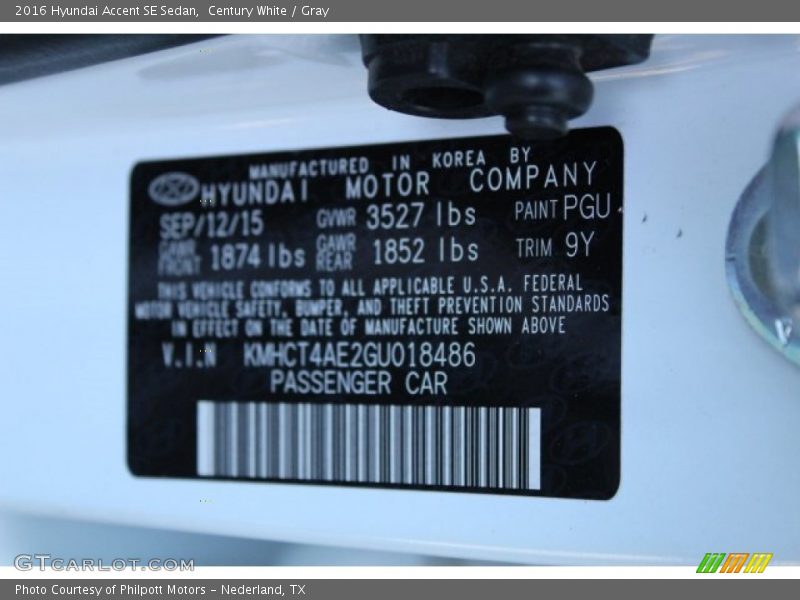 2016 Hyundai Accent SE Sedan,  Century White / Gray
MANUFACTURED IN KOREA BY
HYUNDAI MOTOR COMPANY
SEP/12/15 GVWR 3527 lbs PAINT PGU
GAWR FRONT 1874 lbs GAWR REAR 1852 lbs TRIM 9Y
THIS VEHICLE CONFORMS TO ALL APPLICABLE U.S.A. FEDERAL
MOTOR VEHICLE SAFETY, BUMPER, AND THEFT PREVENTION STANDARDS
IN EFFECT ON THE DATE OF MANUFACTURE SHOWN ABOVE
V.I.N KMHCT4AE2GU018486
PASSENGER CAR
GTCARLOT.COM
Photo Courtesy of Philpott Motors - Nederland, TX